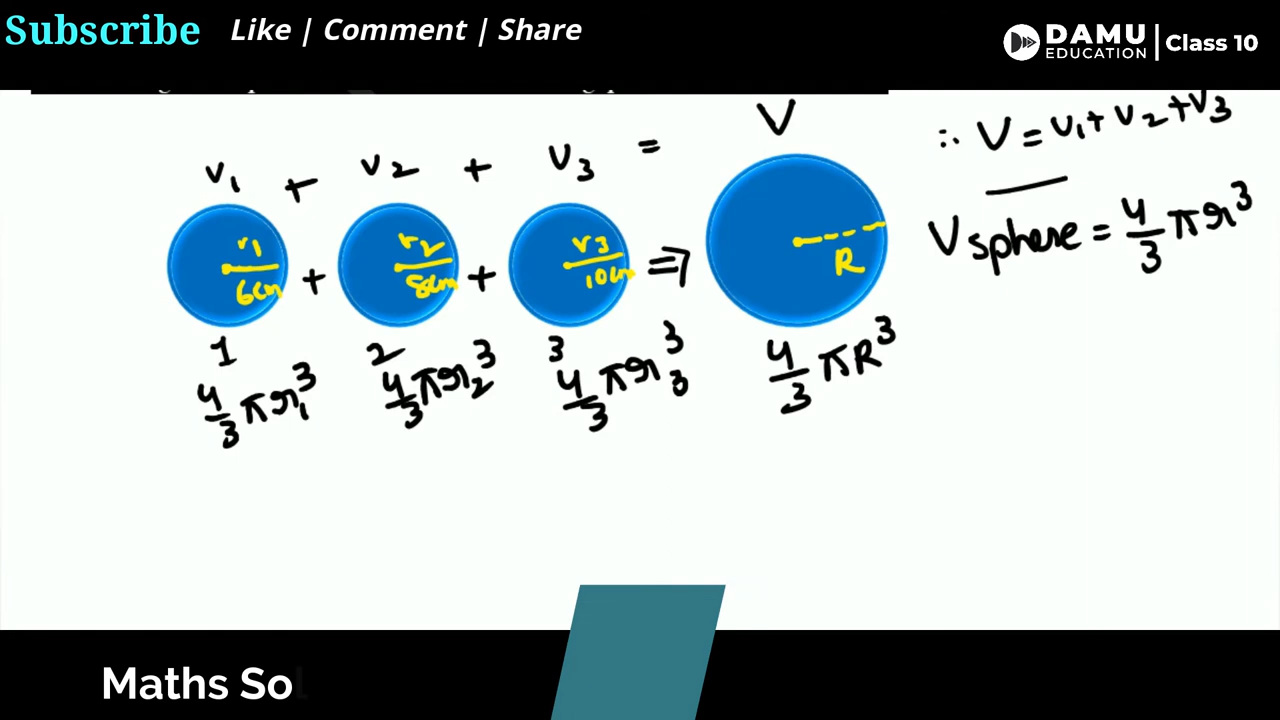 Subscribe Like | Comment | Share
DAMU
EDUCATION
Class 10
V
∴ V = V1 + V2 + V3
V1 + V2 + V3 =
V sphere = 4/3 πr³
r1 r2 r3
6cm + 8cm + 10cm ⇒ R
1 2 3
4/3 πr1³ 4/3 πr2³ 4/3 πr3³ 4/3 πR³
Maths So